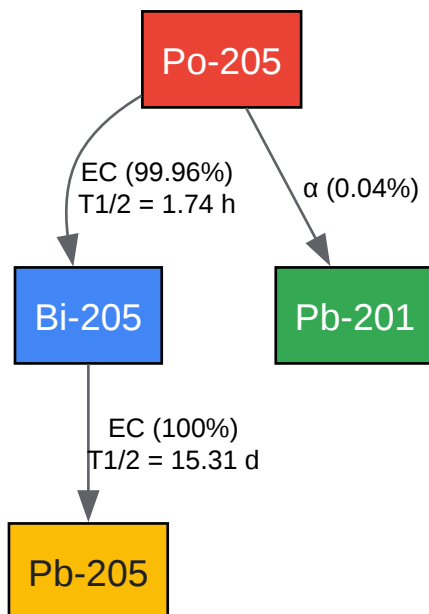 Po-205
EC (99.96%)
T1/2 = 1.74 h
α (0.04%)
Bi-205
Pb-201
EC (100%)
T1/2 = 15.31 d
Pb-205